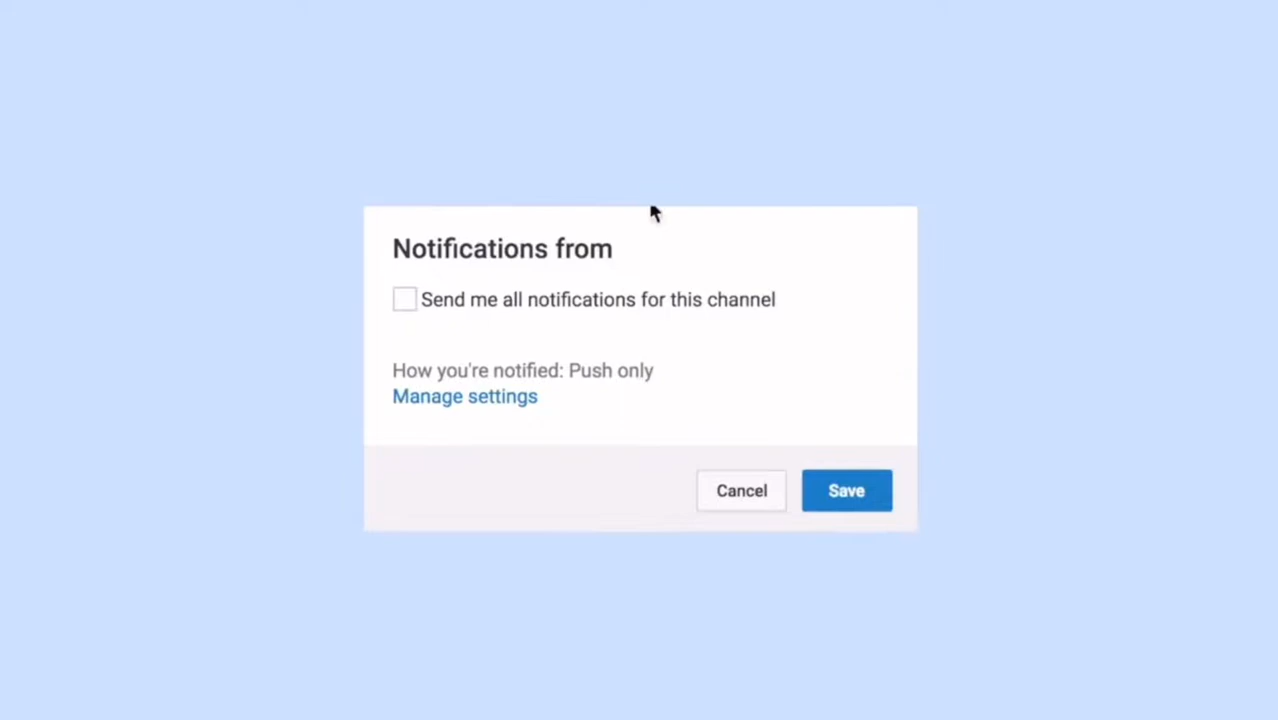 Notifications from
Send me all notifications for this channel
How you're notified: Push only
Manage settings
Cancel
Save